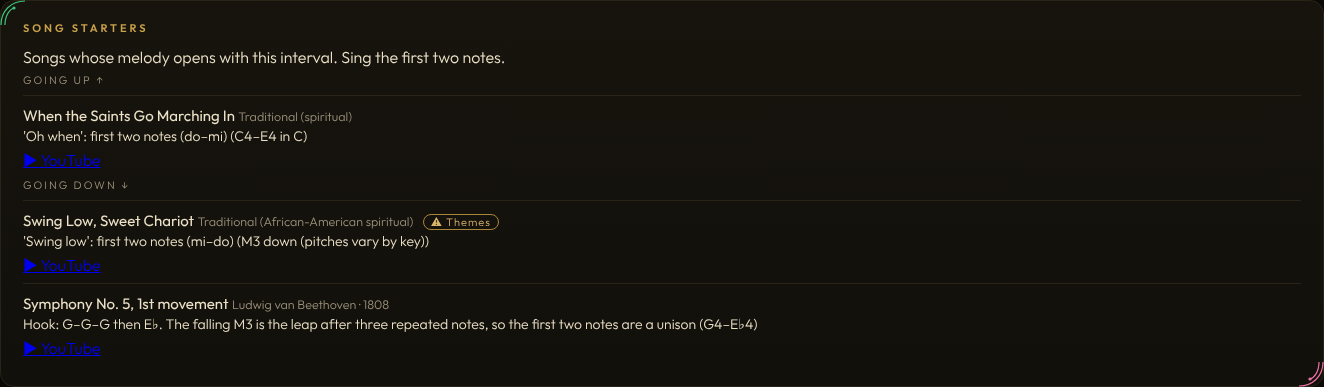 SONG STARTERS
Songs whose melody opens with this interval. Sing the first two notes.
GOING UP ↑
When the Saints Go Marching In Traditional (spiritual)
'Oh when': first two notes (do–mi) (C4–E4 in C)
▶ YouTube
GOING DOWN ↓
Swing Low, Sweet Chariot Traditional (African-American spiritual) ⚠ Themes
'Swing low': first two notes (mi–do) (M3 down (pitches vary by key))
▶ YouTube
Symphony No. 5, 1st movement Ludwig van Beethoven · 1808
Hook: G–G–G then E♭. The falling M3 is the leap after three repeated notes, so the first two notes are a unison (G4–E♭4)
▶ YouTube